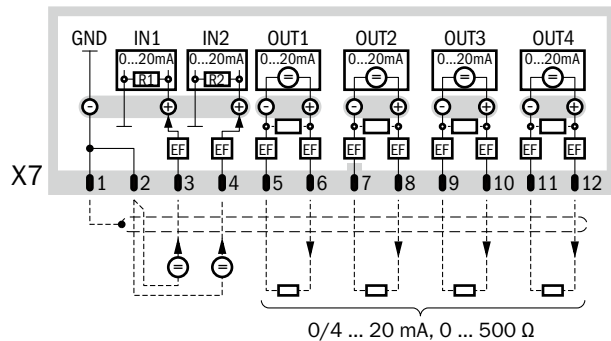 GND IN1 IN2 OUT1 OUT2 OUT3 OUT4
0...20mA 0...20mA 0...20mA 0...20mA 0...20mA 0...20mA
R1 R2
EF EF EF EF EF EF EF EF EF EF
X7
1 2 3 4 5 6 7 8 9 10 11 12
0/4 ... 20 mA, 0 ... 500 Ω